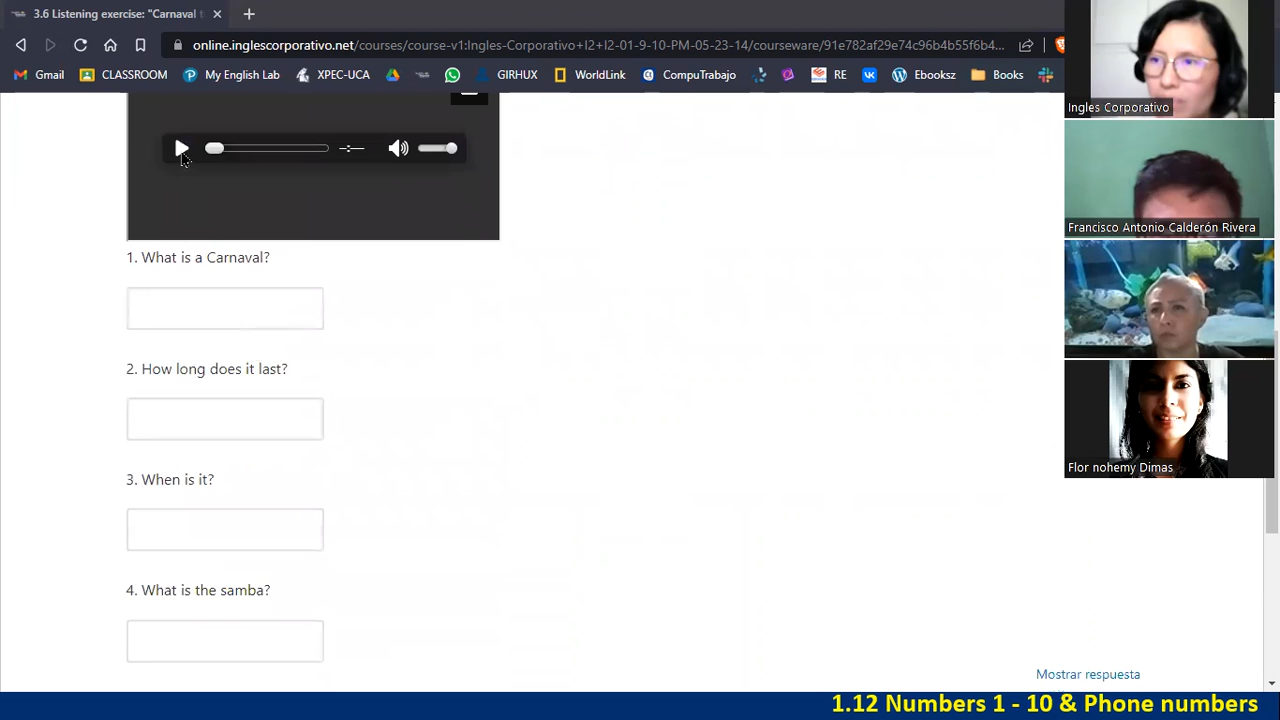 3.6 Listening exercise: "Carnaval t
online.inglescorporativo.net/courses/course-v1:Ingles-Corporativo+I2+I2-01-9-10-PM-05-23-14/courseware/91e782af29e74c96b4b55f6b4...
Gmail CLASSROOM My English Lab XPEC-UCA GIRHUX WorldLink CompuTrabajo RE Ebooksz Books
Ingles Corporativo
Francisco Antonio Calderón Rivera
Flor nohemy Dimas
-:-
1. What is a Carnaval?
2. How long does it last?
3. When is it?
4. What is the samba?
Mostrar respuesta
1.12 Numbers 1 - 10 & Phone numbers